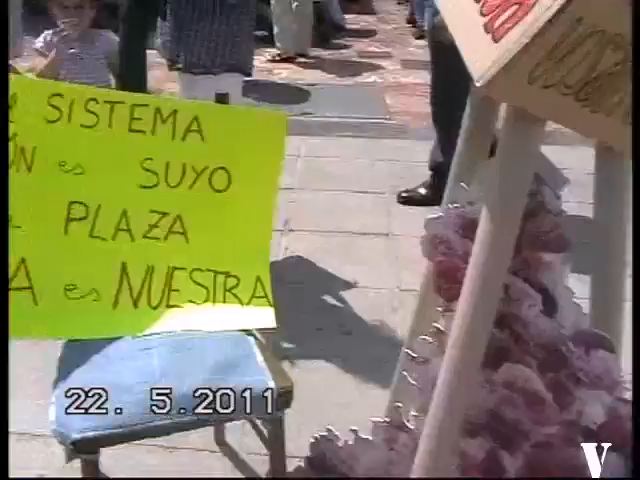 SISTEMA
es SUYO
PLAZA
A es NUESTRA
22. 5.2011
V